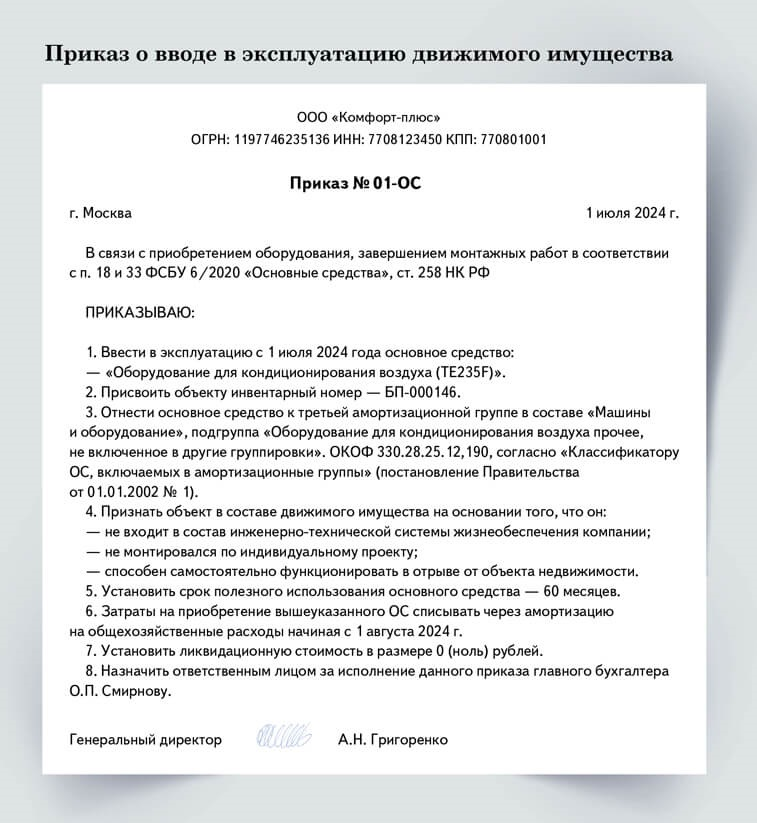 Приказ о вводе в эксплуатацию движимого имущества
ООО «Комфорт-плюс»
ОГРН: 1197746235136 ИНН: 7708123450 КПП: 770801001
Приказ № 01-ОС
г. Москва
1 июля 2024 г.
В связи с приобретением оборудования, завершением монтажных работ в соответствии
с п. 18 и 33 ФСБУ 6/2020 «Основные средства», ст. 258 НК РФ
ПРИКАЗЫВАЮ:
1. Ввести в эксплуатацию с 1 июля 2024 года основное средство:
— «Оборудование для кондиционирования воздуха (TE235F)».
2. Присвоить объекту инвентарный номер — БП-000146.
3. Отнести основное средство к третьей амортизационной группе в составе «Машины
и оборудование», подгруппа «Оборудование для кондиционирования воздуха прочее,
не включенное в другие группировки». ОКОФ 330.28.25.12,190, согласно «Классификатору
ОС, включаемых в амортизационные группы» (постановление Правительства
от 01.01.2002 № 1).
4. Признать объект в составе движимого имущества на основании того, что он:
— не входит в состав инженерно-технической системы жизнеобеспечения компании;
— не монтировался по индивидуальному проекту;
— способен самостоятельно функционировать в отрыве от объекта недвижимости.
5. Установить срок полезного использования основного средства — 60 месяцев.
6. Затраты на приобретение вышеуказанного ОС списывать через амортизацию
на общехозяйственные расходы начиная с 1 августа 2024 г.
7. Установить ликвидационную стоимость в размере 0 (ноль) рублей.
8. Назначить ответственным лицом за исполнение данного приказа главного бухгалтера
О.П. Смирнову.
Генеральный директор
А.Н. Григоренко